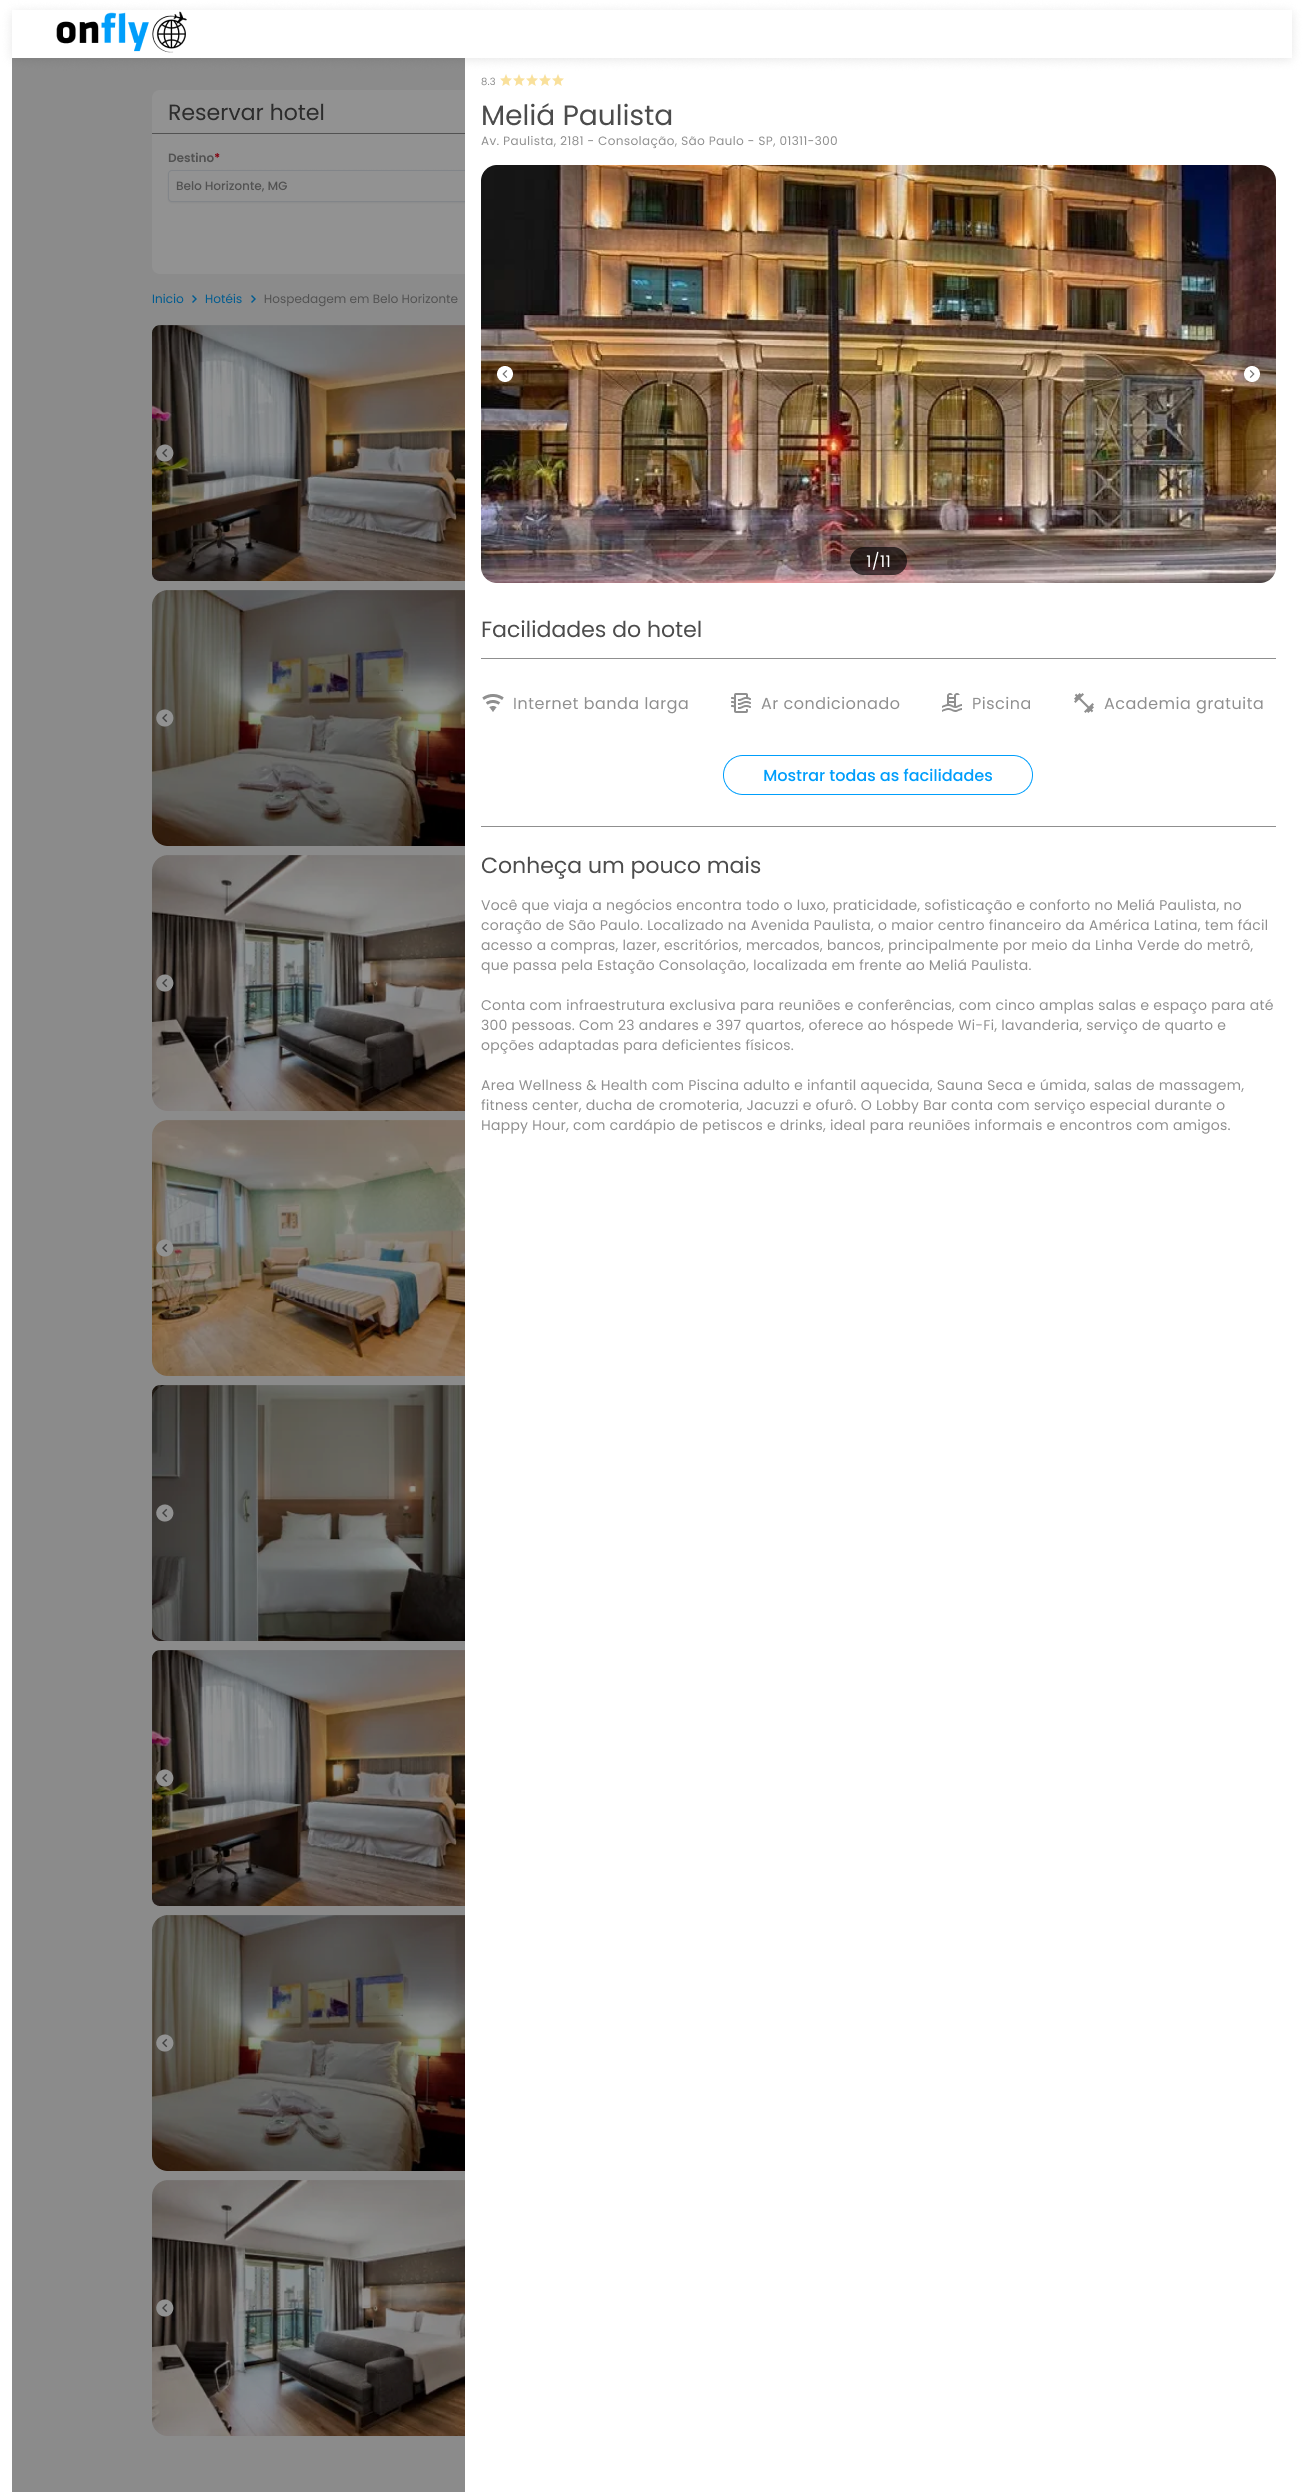 onfly
Reservar hotel
Destino*
Belo Horizonte, MG
Início > Hotéis > Hospedagem em Belo Horizonte
8.3
Meliá Paulista
Av. Paulista, 2181 - Consolação, São Paulo - SP, 01311-300
1/11
Facilidades do hotel
Internet banda larga
Ar condicionado
Piscina
Academia gratuita
Mostrar todas as facilidades
Conheça um pouco mais
Você que viaja a negócios encontra todo o luxo, praticidade, sofisticação e conforto no Meliá Paulista, no
coração de São Paulo. Localizado na Avenida Paulista, o maior centro financeiro da América Latina, tem fácil
acesso a compras, lazer, escritórios, mercados, bancos, principalmente por meio da Linha Verde do metrô,
que passa pela Estação Consolação, localizada em frente ao Meliá Paulista.
Conta com infraestrutura exclusiva para reuniões e conferências, com cinco amplas salas e espaço para até
300 pessoas. Com 23 andares e 397 quartos, oferece ao hóspede Wi-Fi, lavanderia, serviço de quarto e
opções adaptadas para deficientes físicos.
Area Wellness & Health com Piscina adulto e infantil aquecida, Sauna Seca e úmida, salas de massagem,
fitness center, ducha de cromoteria, Jacuzzi e ofurô. O Lobby Bar conta com serviço especial durante o
Happy Hour, com cardápio de petiscos e drinks, ideal para reuniões informais e encontros com amigos.